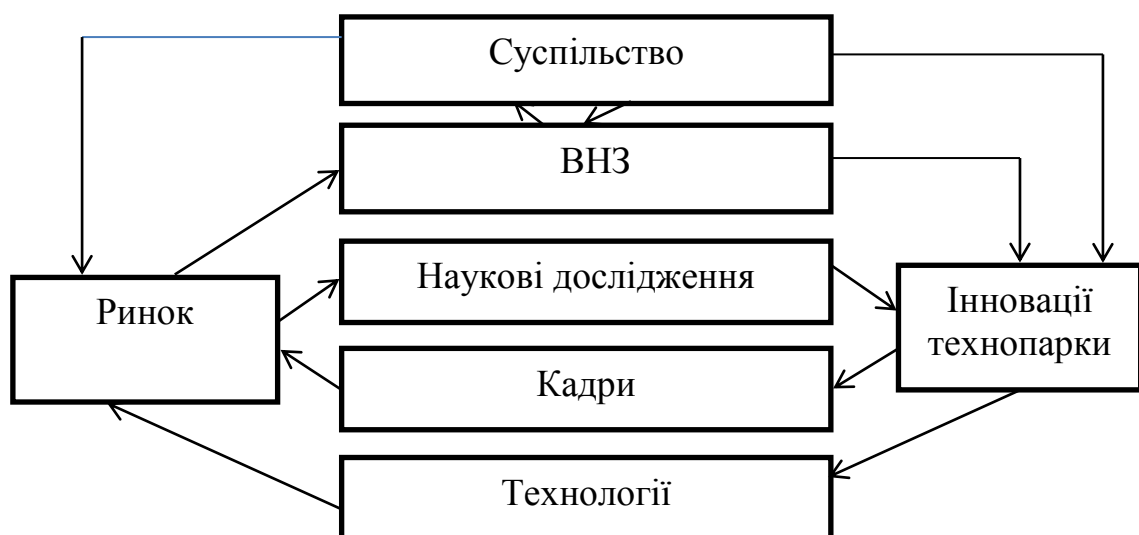 Суспільство
ВНЗ
Наукові дослідження
Ринок
Інновації
технопарки
Кадри
Технології